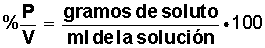 % P/V = gramos de soluto / ml de la solución • 100